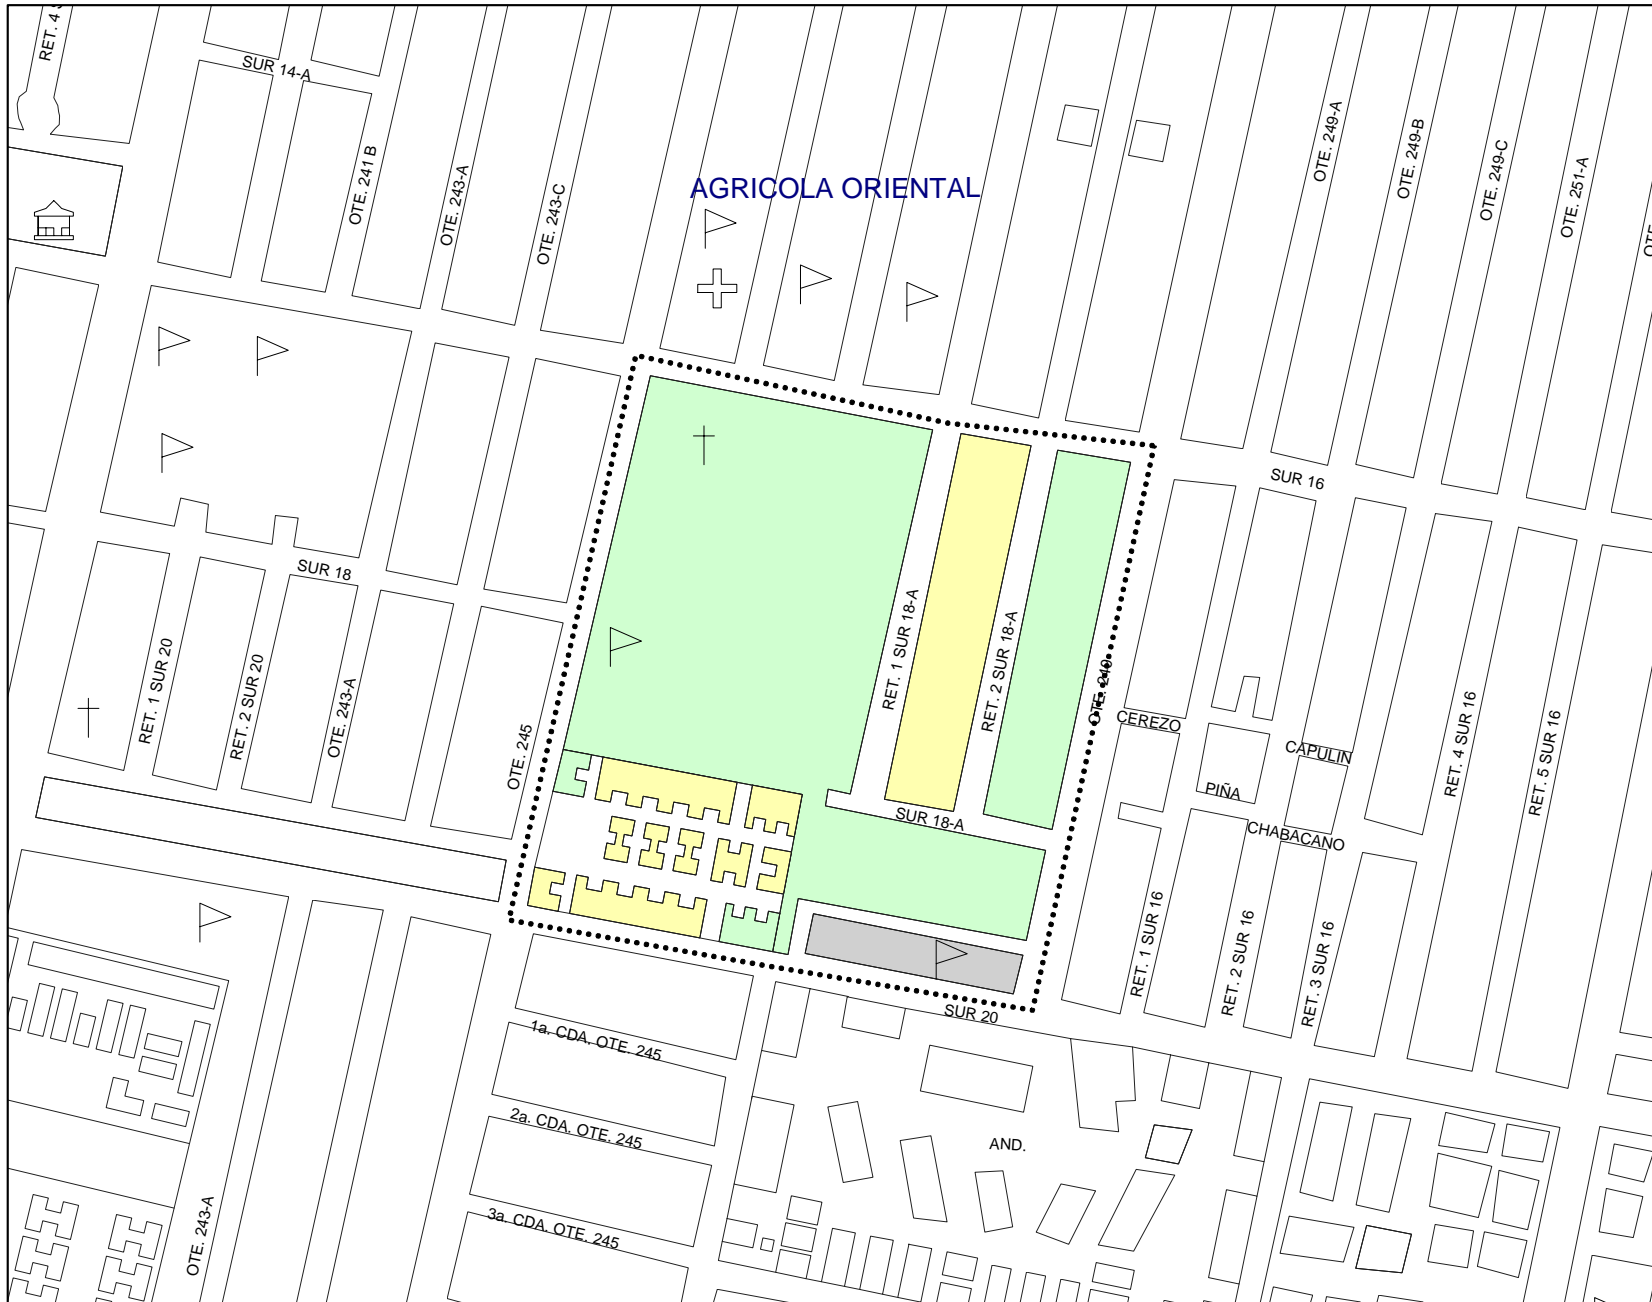 RET. 4
SUR 14-A
OTE. 241 B
OTE. 243-A
OTE. 243-C
AGRICOLA ORIENTAL
OTE. 249-A
OTE. 249-B
OTE. 249-C
OTE. 251-A
OTE.
SUR 16
SUR 18
RET. 1 SUR 20
RET. 2 SUR 20
OTE. 243-A
OTE. 245
RET. 1 SUR 18-A
RET. 2 SUR 18-A
OTE. 249
CEREZO
CAPULIN
PIÑA
CHABACANO
RET. 4 SUR 16
RET. 5 SUR 16
SUR 18-A
RET. 1 SUR 16
RET. 2 SUR 16
RET. 3 SUR 16
SUR 20
1a. CDA. OTE. 245
2a. CDA. OTE. 245
AND.
3a. CDA. OTE. 245
OTE. 243-A